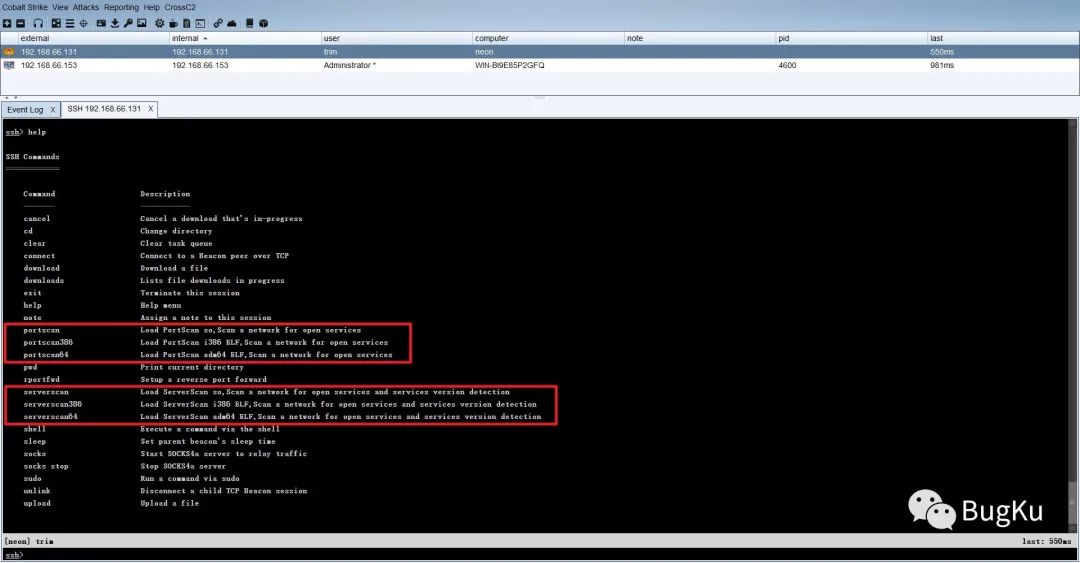 Cobalt Strike View Attacks Reporting Help CrossC2
external internal user computer note pid last
192.168.66.131 192.168.66.131 trim neon 550ms
192.168.66.153 192.168.66.153 Administrator * WIN-BI9E85P2GFQ 4600 981ms
Event Log X SSH 192.168.66.131 X
ssh> help
SSH Commands
============
Command Description
------- -----------
cancel Cancel a download that's in-progress
cd Change directory
clear Clear task queue
connect Connect to a Beacon peer over TCP
download Download a file
downloads Lists file downloads in progress
exit Terminate this session
help Help menu
note Assign a note to this session
portscan Load PortScan so,Scan a network for open services
portscan386 Load PortScan i386 ELF,Scan a network for open services
portscan64 Load PortScan adm64 ELF,Scan a network for open services
pwd Print current directory
rportfwd Setup a reverse port forward
serverscan Load ServerScan so,Scan a network for open services and services version detection
serverscan386 Load ServerScan i386 ELF,Scan a network for open services and services version detection
serverscan64 Load ServerScan adm64 ELF,Scan a network for open services and services version detection
shell Execute a command via the shell
sleep Set parent beacon's sleep time
socks Start SOCKS4a server to relay traffic
socks stop Stop SOCKS4a server
sudo Run a command via sudo
unlink Disconnect a child TCP Beacon session
upload Upload a file
BugKu
[neon] trim last: 550ms
ssh>